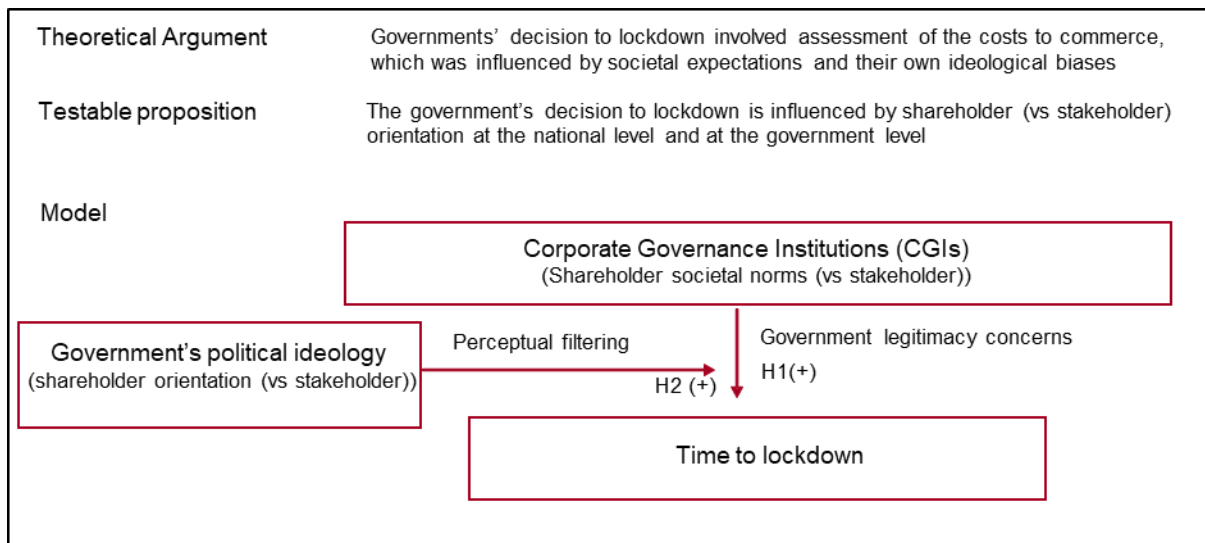 Theoretical Argument
Governments' decision to lockdown involved assessment of the costs to commerce,
which was influenced by societal expectations and their own ideological biases
Testable proposition
The government's decision to lockdown is influenced by shareholder (vs stakeholder)
orientation at the national level and at the government level
Model
Corporate Governance Institutions (CGIs)
(Shareholder societal norms (vs stakeholder))
Government's political ideology
(shareholder orientation (vs stakeholder))
Perceptual filtering
Government legitimacy concerns
H2 (+)
H1(+)
Time to lockdown